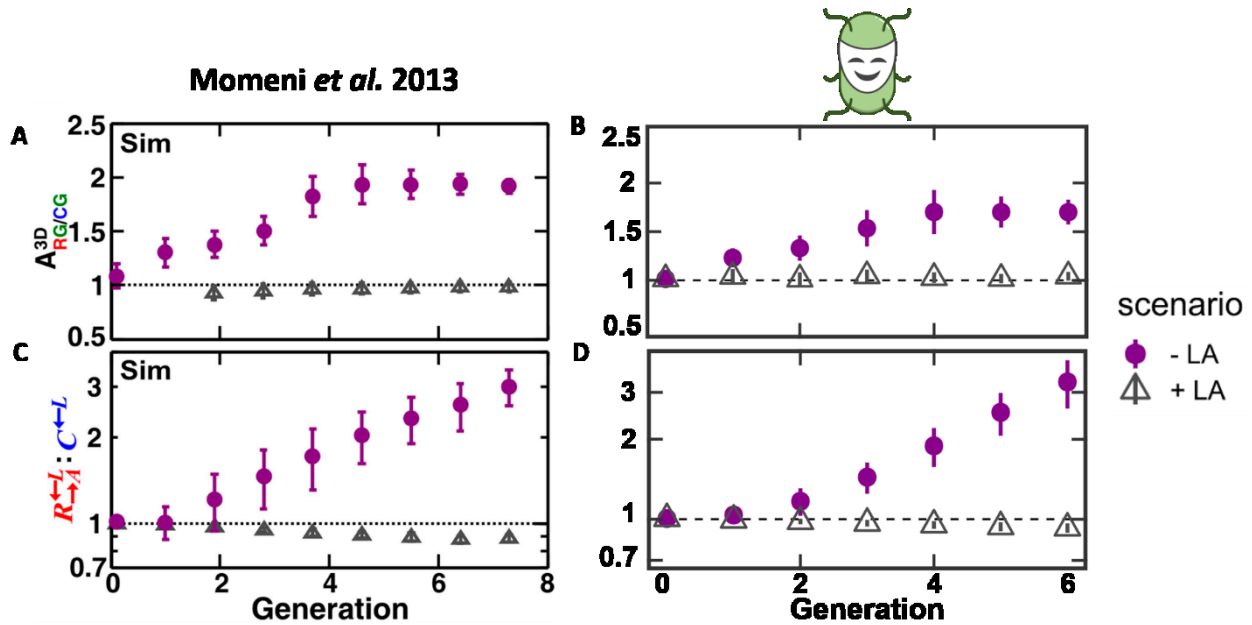 Momeni et al. 2013
A
Sim
2.5
2
1.5
1
0.5
A3DRG/CG
B
2.5
2
1.5
1
0.5
C
Sim
3
2
1
0.7
R←L→A : C←L
0 2 4 6 8
Generation
D
3
2
1
0.7
0 2 4 6
Generation
scenario
- LA
+ LA